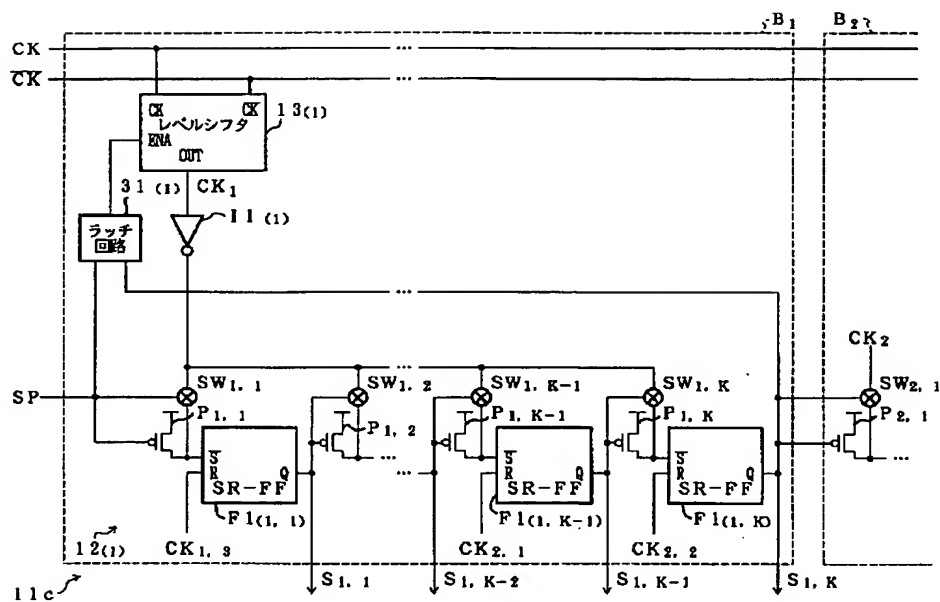 B1 B2
CK
CK
CK CK
レベルシフタ
ENA
OUT
13(1)
31(1)
CK1
I1(1)
ラッチ
回路
CK2
SP
SW1, 1 SW1, 2 SW1, K-1 SW1, K SW2, 1
P1, 1 P1, 2 P1, K-1 P1, K P2, 1
S S S
R Q R Q R Q
SR-FF SR-FF SR-FF
F1(1, 1) F1(1, K-1) F1(1, K)
12(1)
CK1, 3 CK2, 1 CK2, 2
11c
S1, 1 S1, K-2 S1, K-1 S1, K